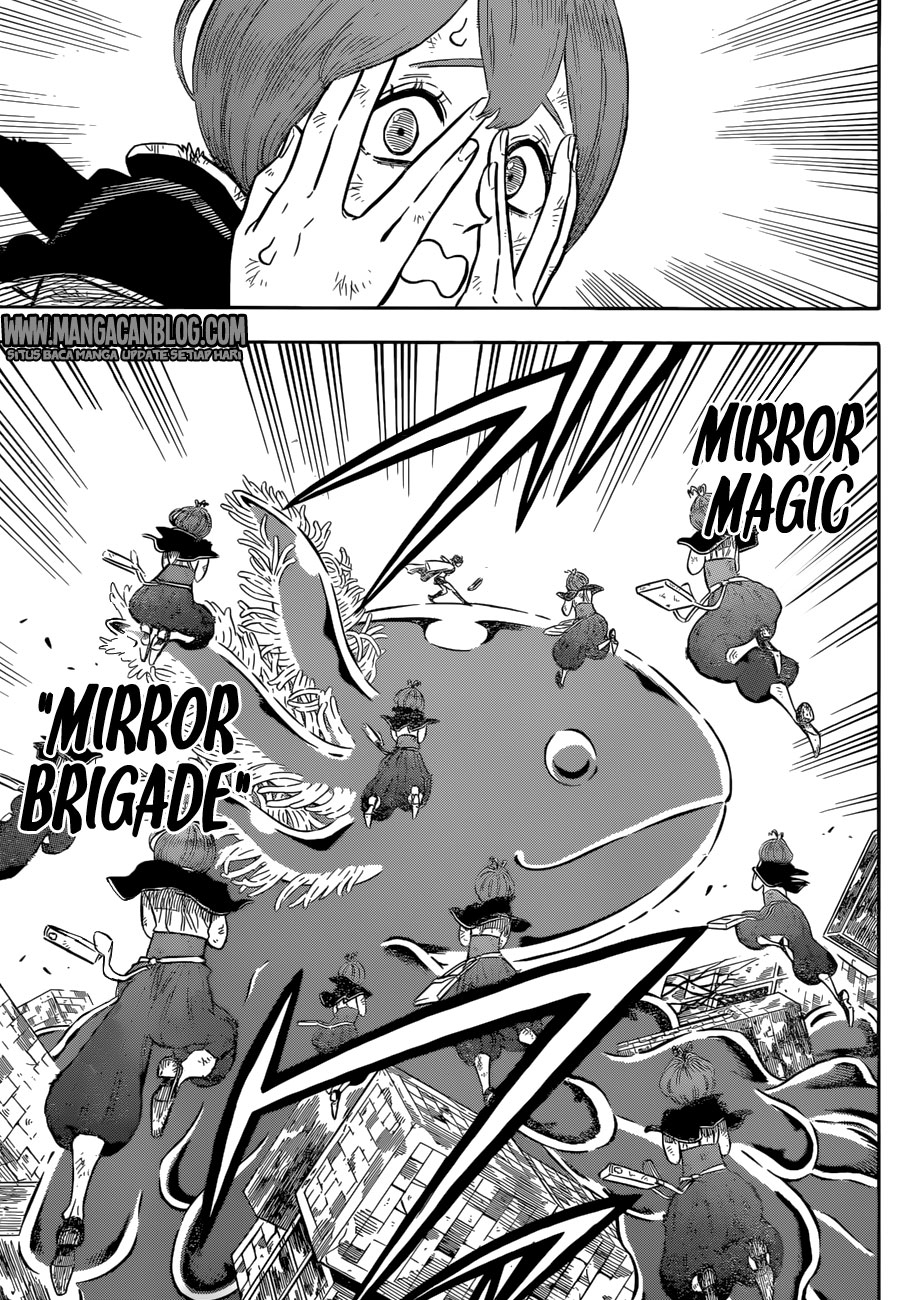 WWW.MANGACANBLOG.COM
SITUS BACA MANGA UPDATE SETIAP HARI
MIRROR
MAGIC
"MIRROR
BRIGADE"